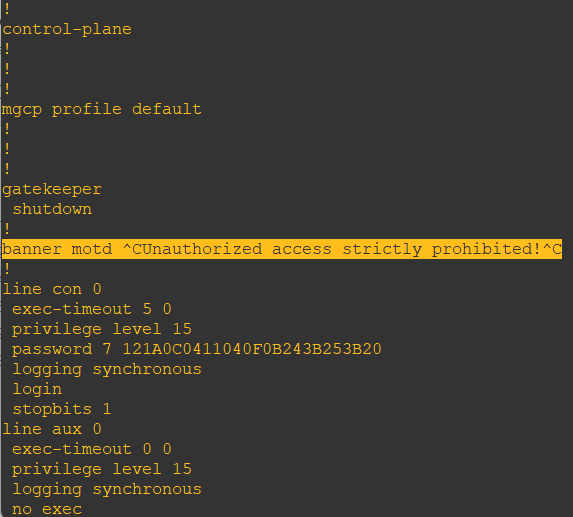 !
control-plane
!
!
!
mgcp profile default
!
!
!
gatekeeper
 shutdown
!
banner motd ^CUnauthorized access strictly prohibited!^C
!
line con 0
 exec-timeout 5 0
 privilege level 15
 password 7 121A0C0411040F0B243B253B20
 logging synchronous
 login
 stopbits 1
line aux 0
 exec-timeout 0 0
 privilege level 15
 logging synchronous
 no exec